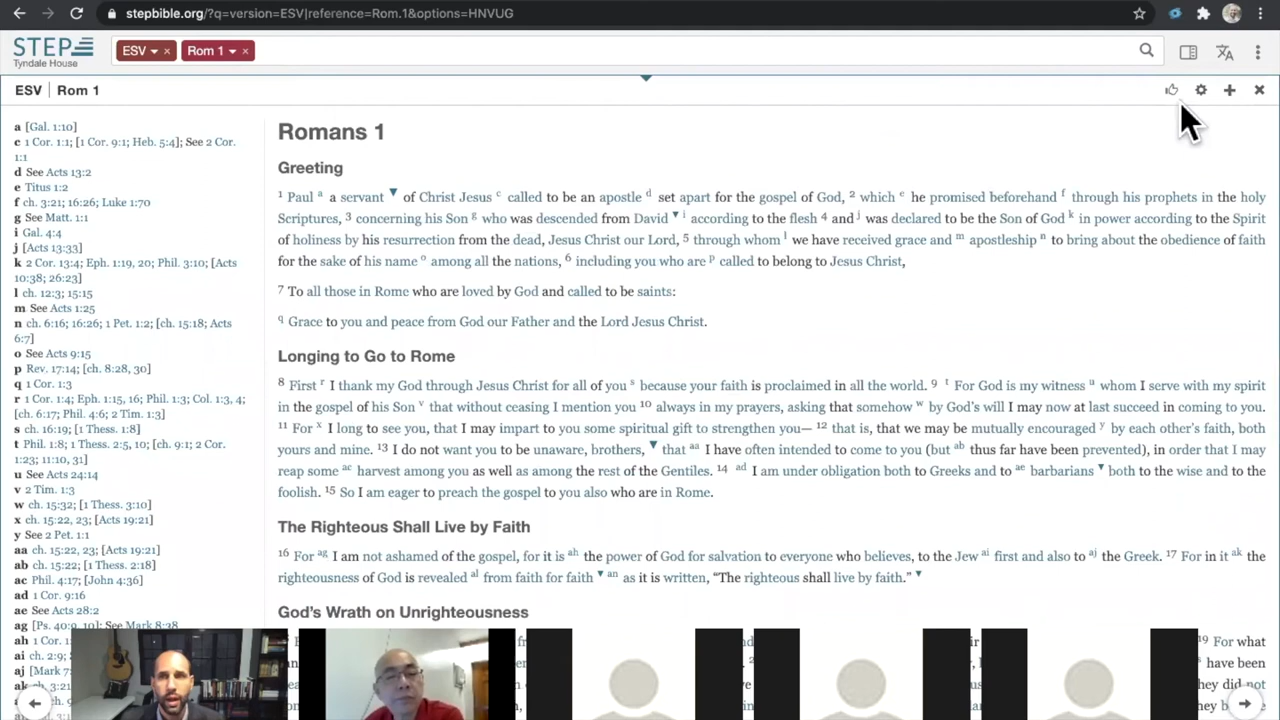 stepbible.org/?q=version=ESV|reference=Rom.1&options=HNVUG
STEP
Tyndale House
ESV × Rom 1 ×
ESV | Rom 1
a [Gal. 1:10]
c 1 Cor. 1:1; [1 Cor. 9:1; Heb. 5:4]; See 2 Cor.
1:1
d See Acts 13:2
e Titus 1:2
f ch. 3:21; 16:26; Luke 1:70
g See Matt. 1:1
i Gal. 4:4
j [Acts 13:33]
k 2 Cor. 13:4; Eph. 1:19, 20; Phil. 3:10; [Acts
10:38; 26:23]
l ch. 12:3; 15:15
m See Acts 1:25
n ch. 6:16; 16:26; 1 Pet. 1:2; [ch. 15:18; Acts
6:7]
o See Acts 9:15
p Rev. 17:14; [ch. 8:28, 30]
q 1 Cor. 1:3
r 1 Cor. 1:4; Eph. 1:15, 16; Phil. 1:3; Col. 1:3, 4;
[ch. 6:17; Phil. 4:6; 2 Tim. 1:3]
s ch. 16:19; [1 Thess. 1:8]
t Phil. 1:8; 1 Thess. 2:5, 10; [ch. 9:1; 2 Cor.
1:23; 11:10, 31]
u See Acts 24:14
v 2 Tim. 1:3
w ch. 15:32; [1 Thess. 3:10]
x ch. 15:22, 23; [Acts 19:21]
y See 2 Pet. 1:1
aa ch. 15:22, 23; [Acts 19:21]
ab ch. 15:22; [1 Thess. 2:18]
ac Phil. 4:17; [John 4:36]
ad 1 Cor. 9:16
ae See Acts 28:2
ag [Ps. 40:9, 10]; See Mark 8:38
ah 1 Cor. 1:
ai ch. 2:9;
aj [Mark 7:
ak ch. 3:21
Romans 1
Greeting
1 Paul a a servant of Christ Jesus c called to be an apostle d set apart for the gospel of God, 2 which e he promised beforehand f through his prophets in the holy
Scriptures, 3 concerning his Son g who was descended from David i according to the flesh 4 and j was declared to be the Son of God k in power according to the Spirit
of holiness by his resurrection from the dead, Jesus Christ our Lord, 5 through whom l we have received grace and m apostleship n to bring about the obedience of faith
for the sake of his name o among all the nations, 6 including you who are p called to belong to Jesus Christ,
7 To all those in Rome who are loved by God and called to be saints:
q Grace to you and peace from God our Father and the Lord Jesus Christ.
Longing to Go to Rome
8 First r I thank my God through Jesus Christ for all of you s because your faith is proclaimed in all the world. 9 t For God is my witness u whom I serve with my spirit
in the gospel of his Son v that without ceasing I mention you 10 always in my prayers, asking that somehow w by God's will I may now at last succeed in coming to you.
11 For x I long to see you, that I may impart to you some spiritual gift to strengthen you— 12 that is, that we may be mutually encouraged y by each other's faith, both
yours and mine. 13 I do not want you to be unaware, brothers, that aa I have often intended to come to you (but ab thus far have been prevented), in order that I may
reap some ac harvest among you as well as among the rest of the Gentiles. 14 ad I am under obligation both to Greeks and to ae barbarians both to the wise and to the
foolish. 15 So I am eager to preach the gospel to you also who are in Rome.
The Righteous Shall Live by Faith
16 For ag I am not ashamed of the gospel, for it is ah the power of God for salvation to everyone who believes, to the Jew ai first and also to aj the Greek. 17 For in it ak the
righteousness of God is revealed al from faith for faith an as it is written, “The righteous shall live by faith.”
God's Wrath on Unrighteousness
19 For what
have been
they did not